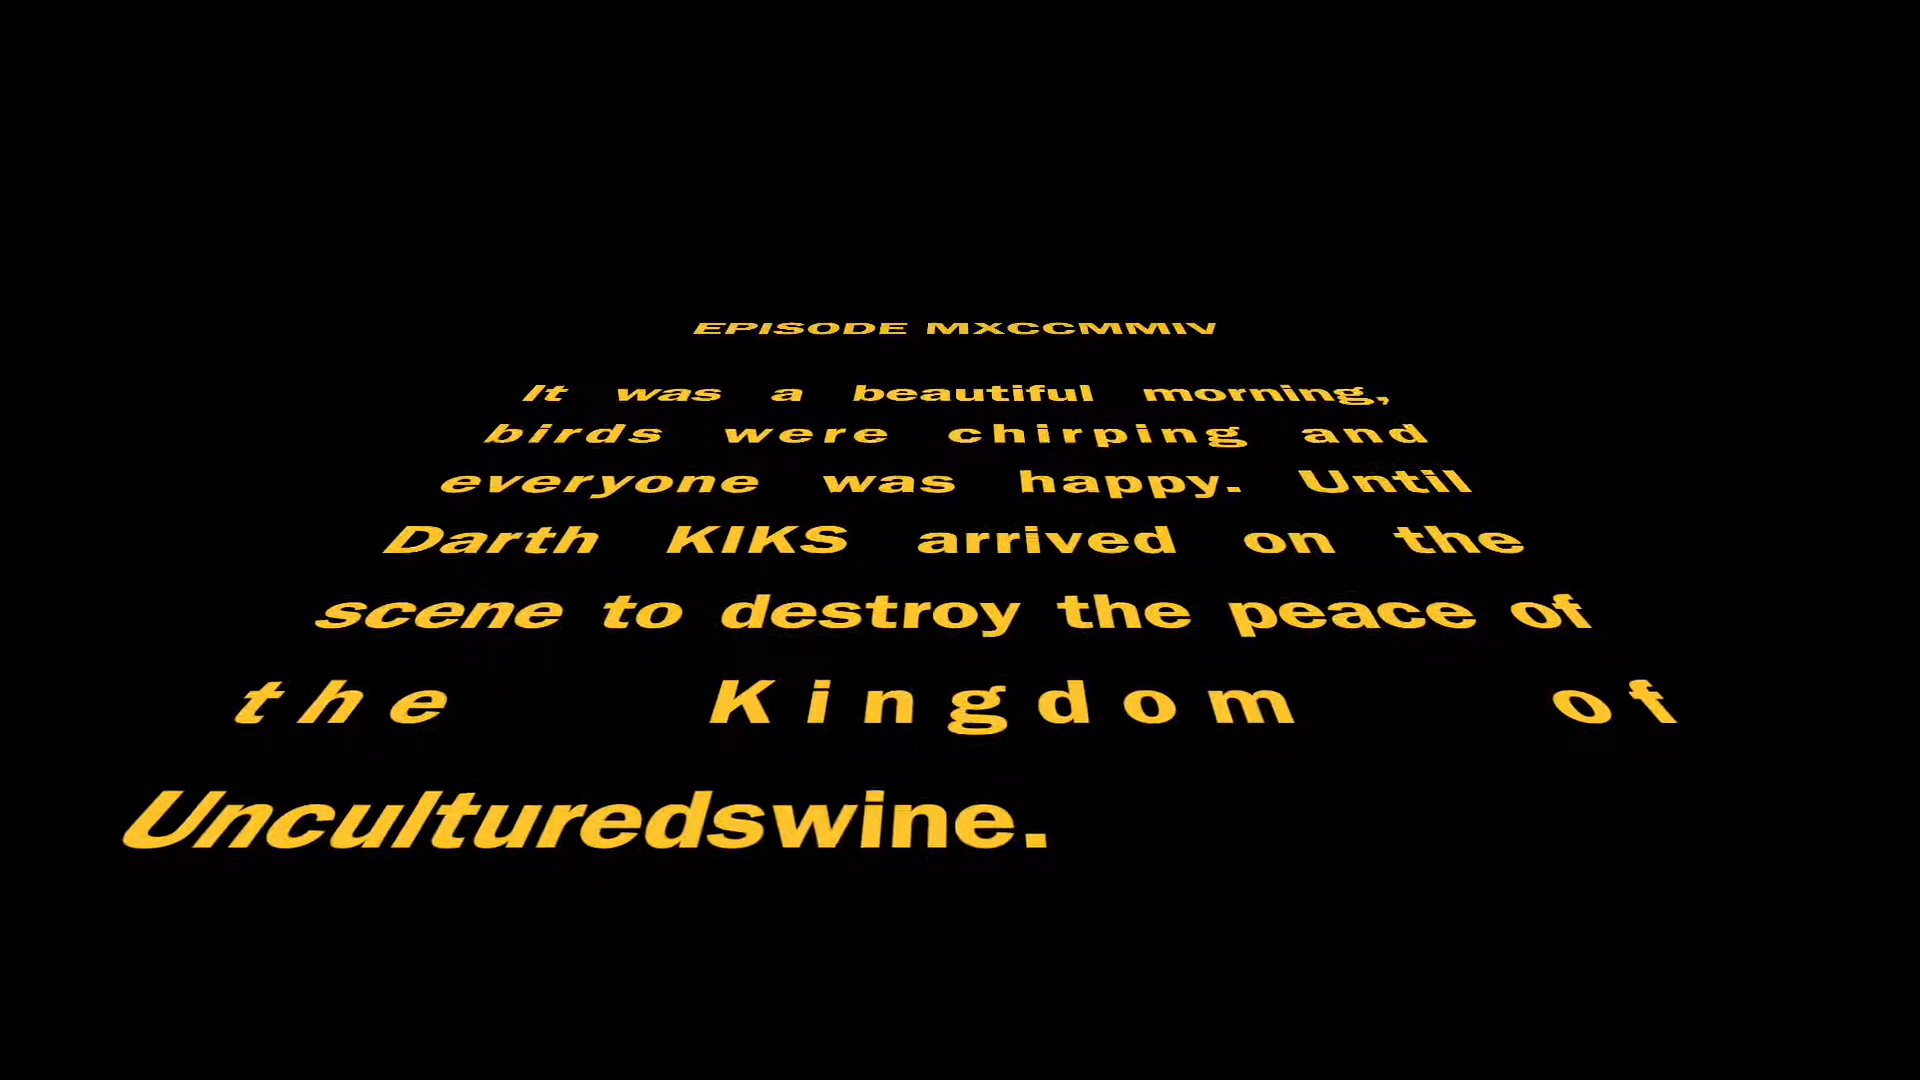 EPISODE MXCCMMIV
It was a beautiful morning,
birds were chirping and
everyone was happy. Until
Darth KIKS arrived on the
scene to destroy the peace of
the Kingdom of
Unculturedswine.